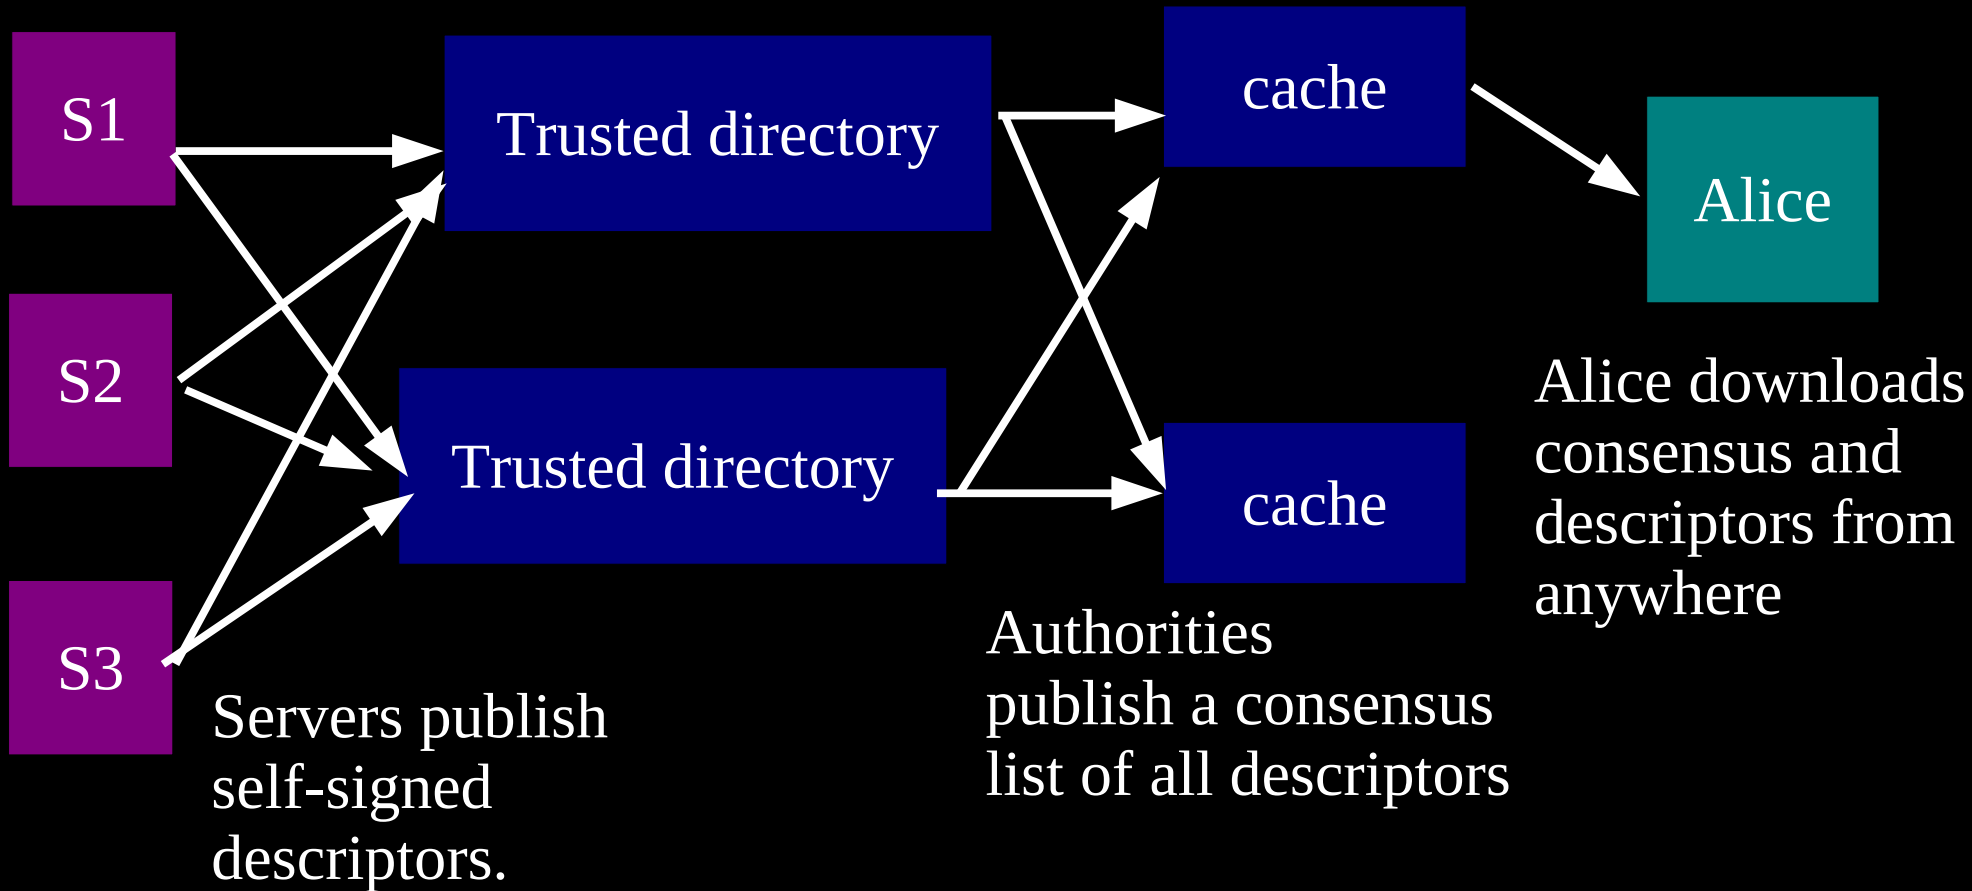 S1
Trusted directory
cache
Alice
S2
Trusted directory
cache
S3
Servers publish
self-signed
descriptors.
Authorities
publish a consensus
list of all descriptors
Alice downloads
consensus and
descriptors from
anywhere